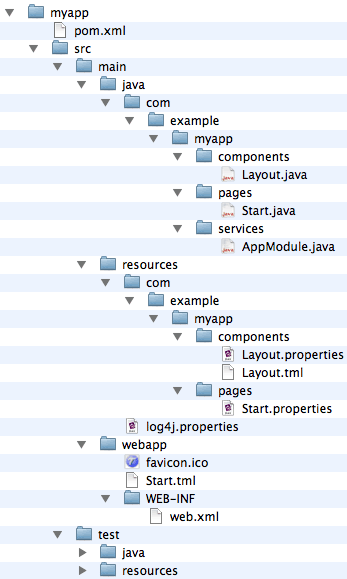 myapp
pom.xml
src
main
java
com
example
myapp
components
Layout.java
pages
Start.java
services
AppModule.java
resources
com
example
myapp
components
Layout.properties
Layout.tml
pages
Start.properties
log4j.properties
webapp
favicon.ico
Start.tml
WEB-INF
web.xml
test
java
resources